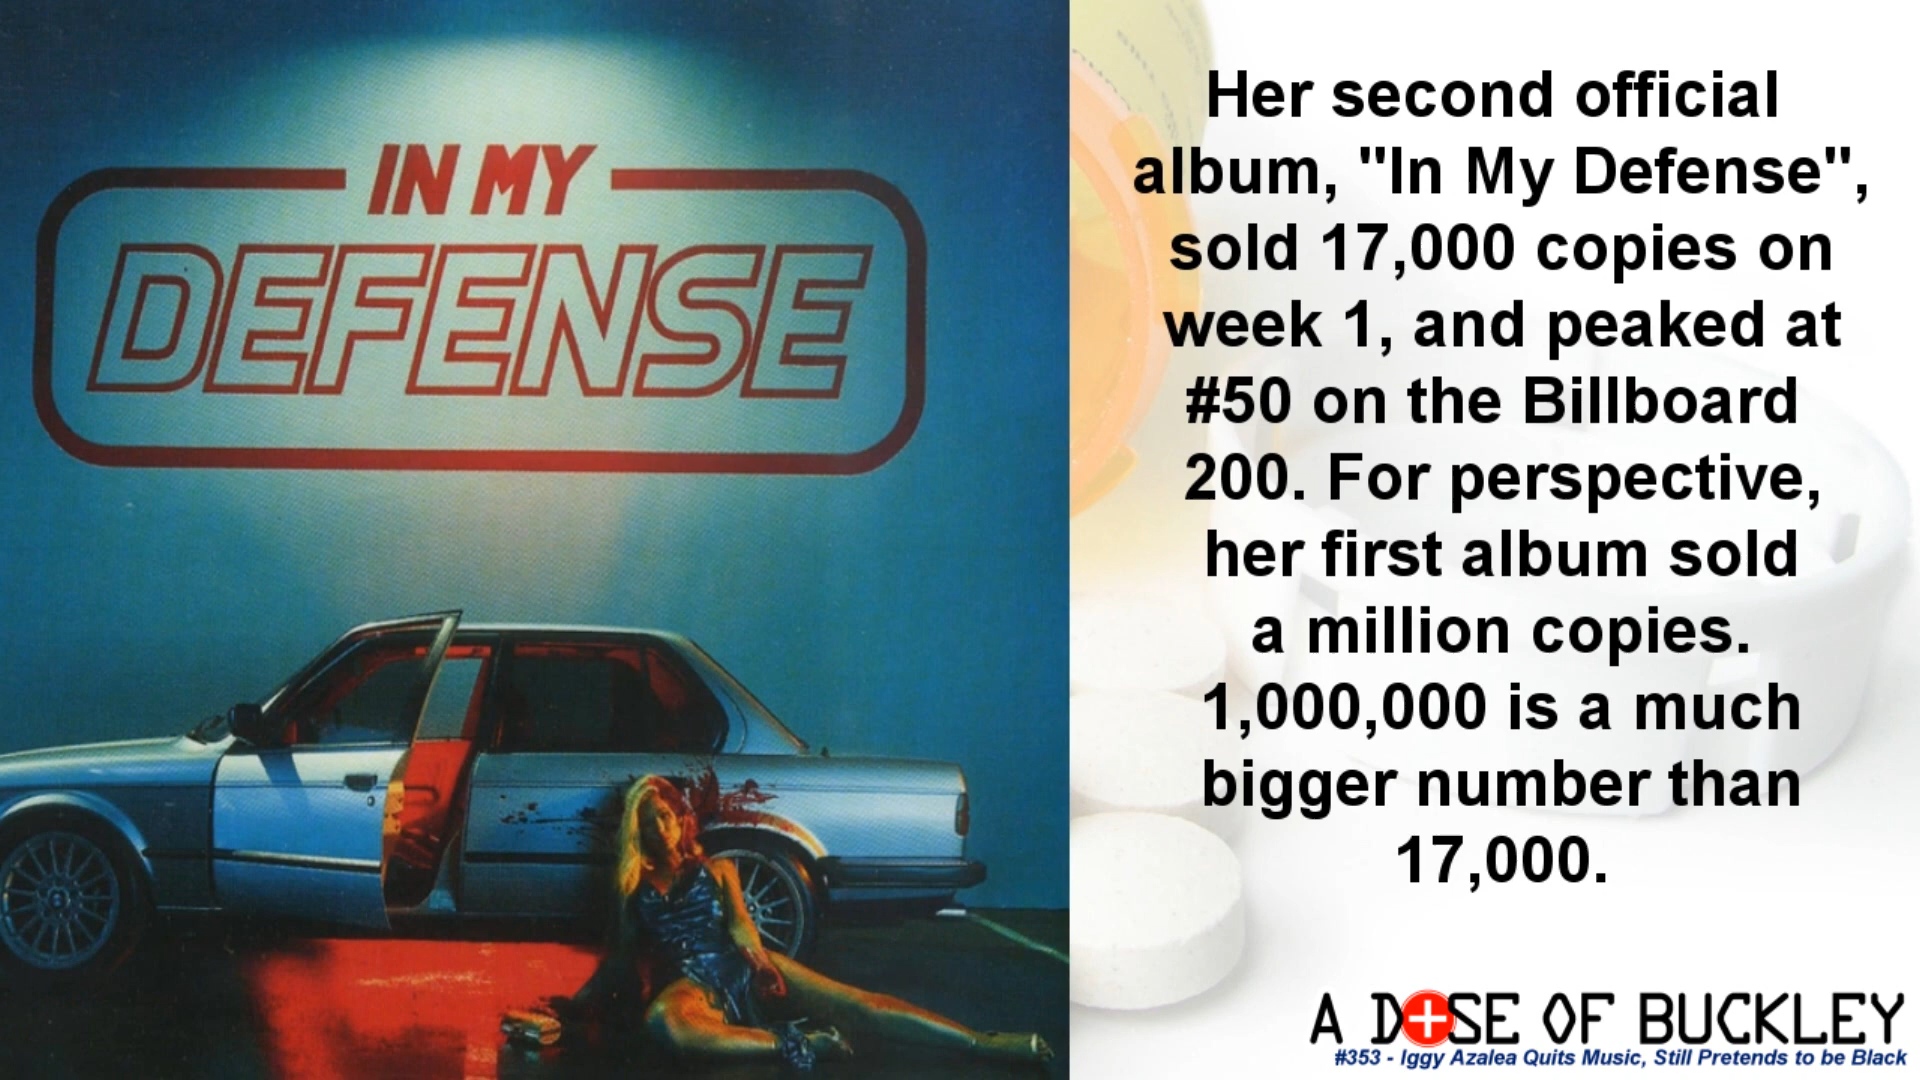 IN MY
DEFENSE
Her second official
album, "In My Defense",
sold 17,000 copies on
week 1, and peaked at
#50 on the Billboard
200. For perspective,
her first album sold
a million copies.
1,000,000 is a much
bigger number than
17,000.
A DOSE OF BUCKLEY
#353 - Iggy Azalea Quits Music, Still Pretends to be Black